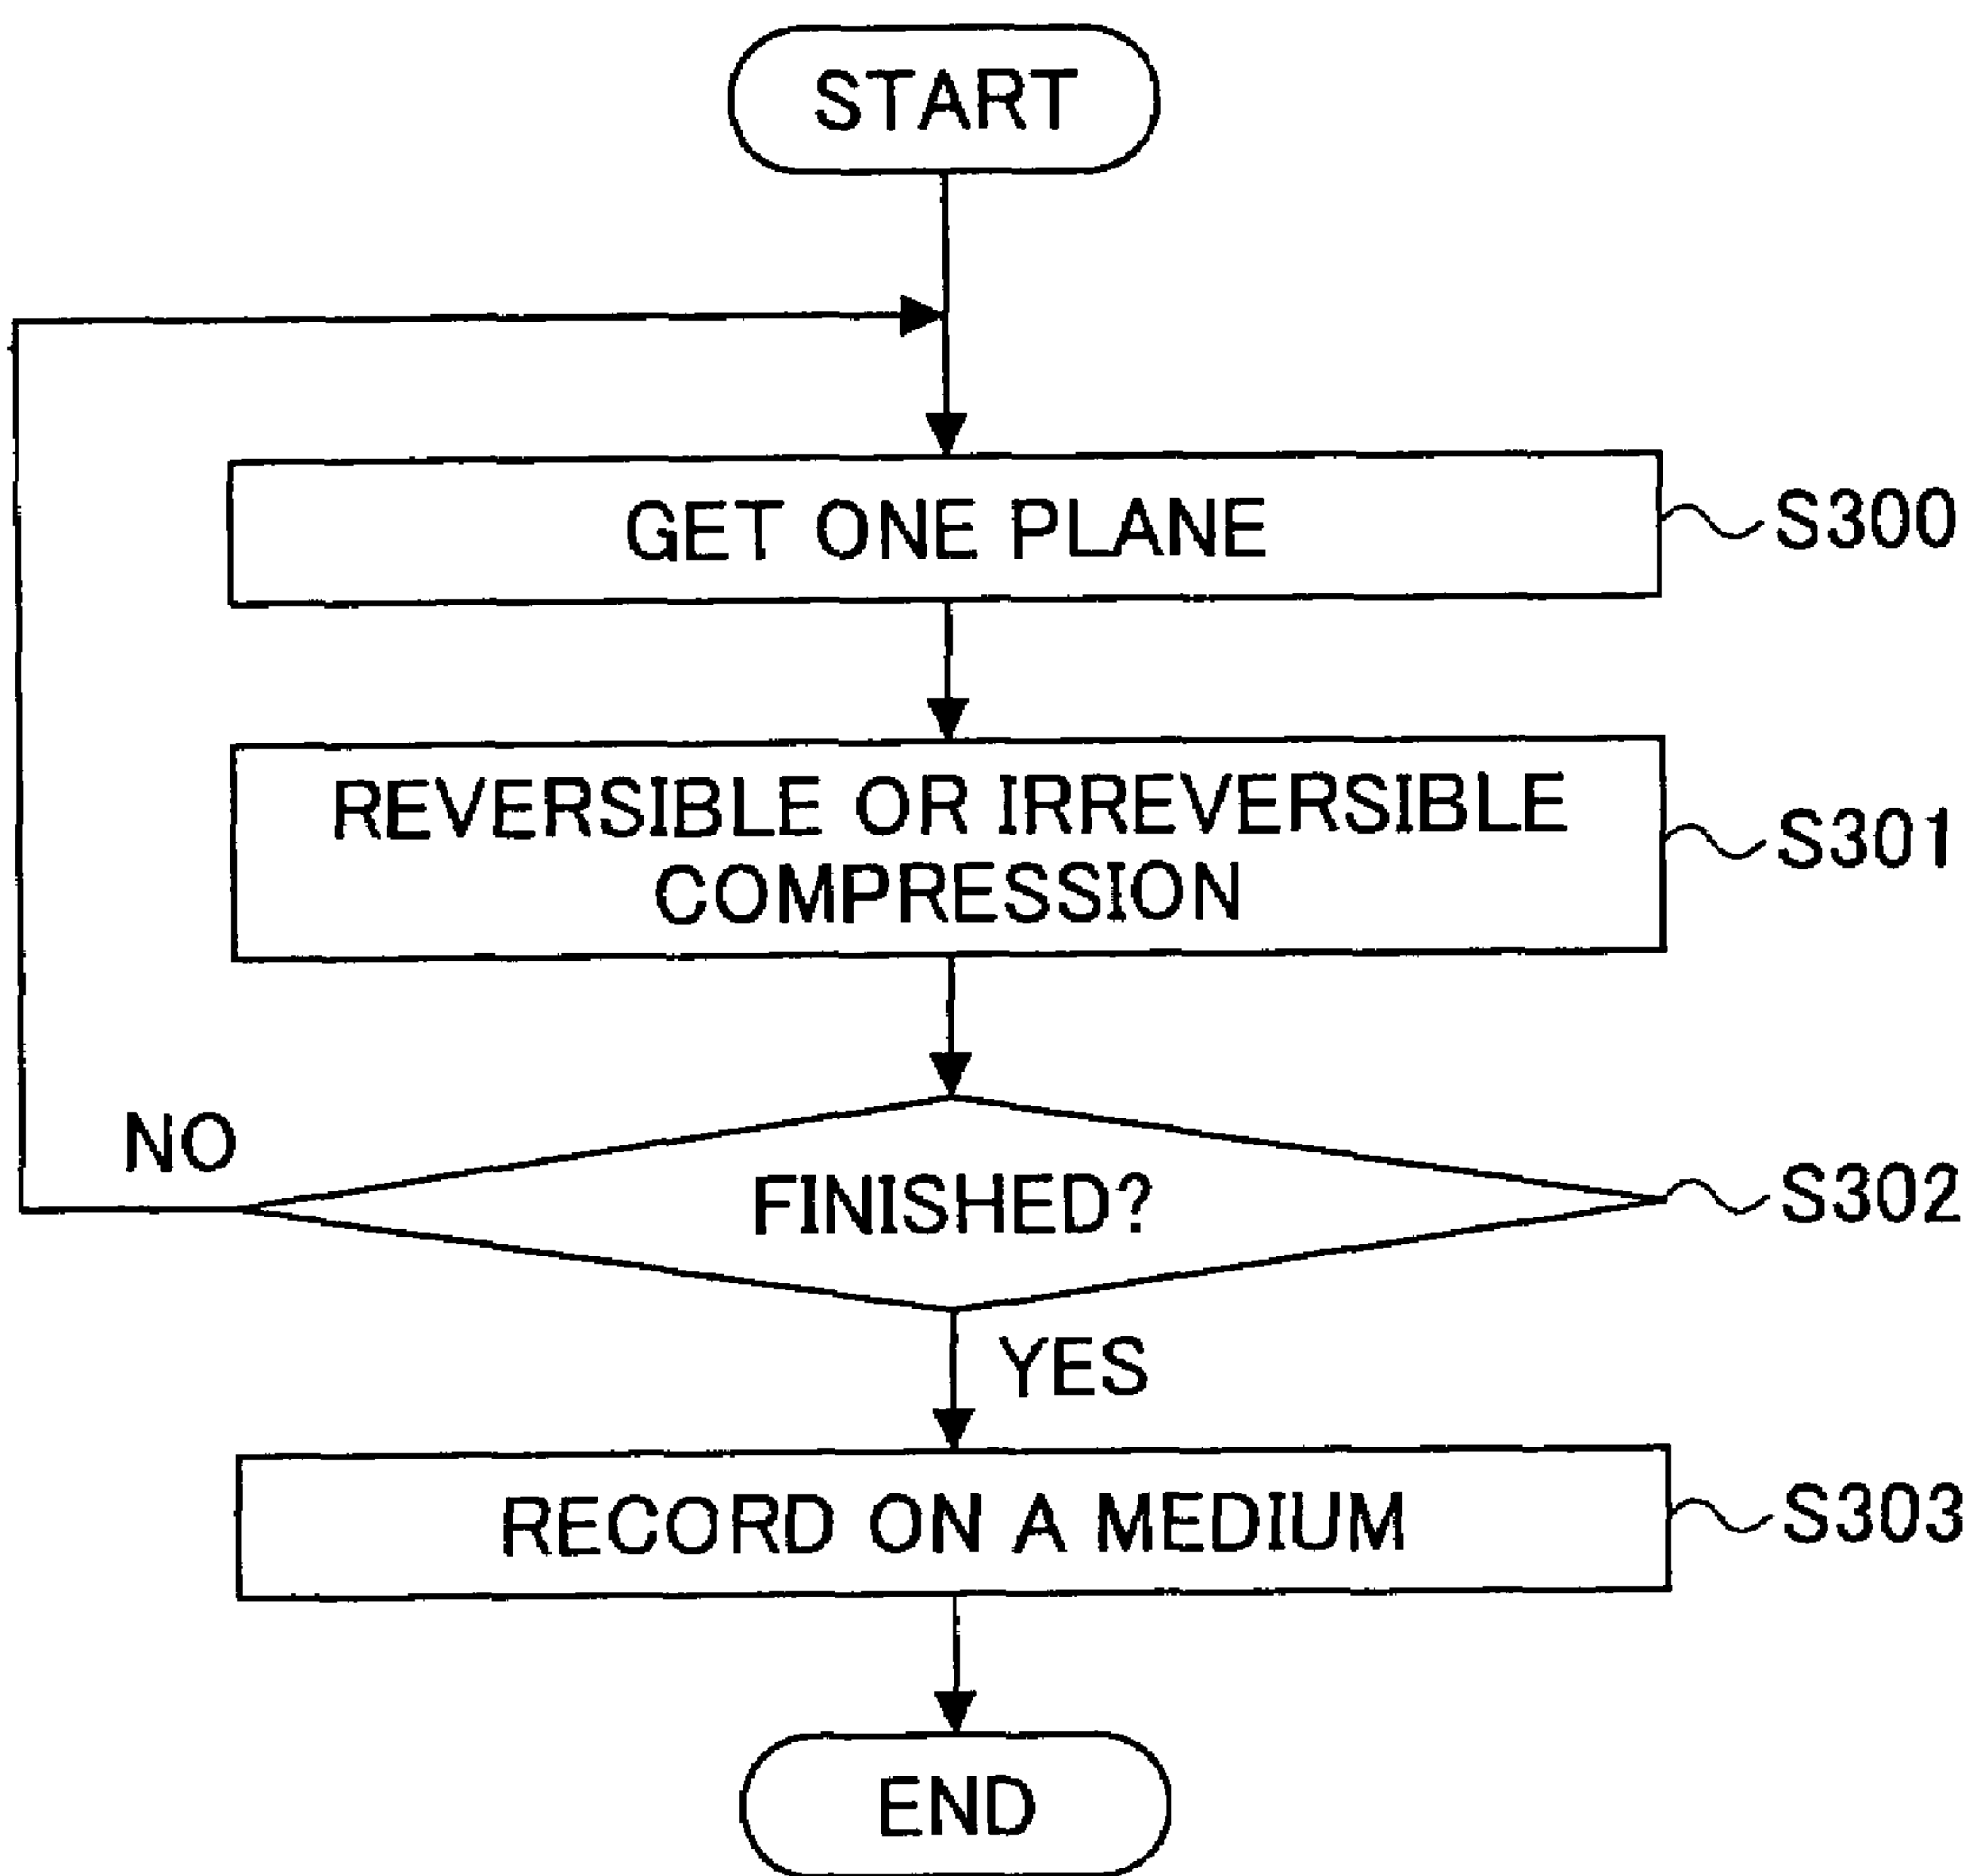 START
GET ONE PLANE
S300
REVERSIBLE OR IRREVERSIBLE
COMPRESSION
S301
NO
FINISHED?
S302
YES
RECORD ON A MEDIUM
S303
END